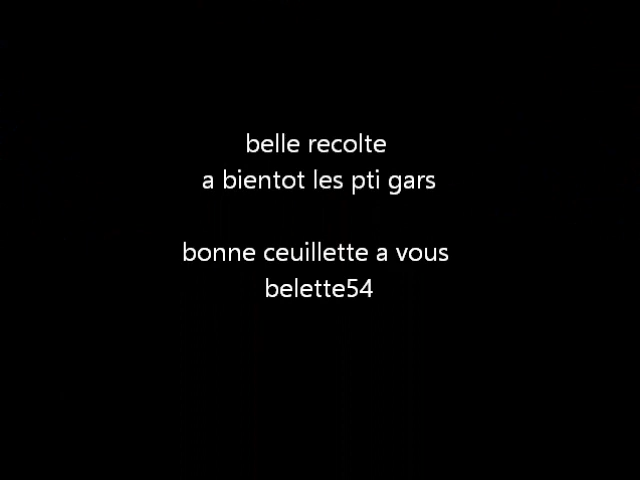 belle recolte
a bientot les pti gars
bonne ceuillette a vous
belette54